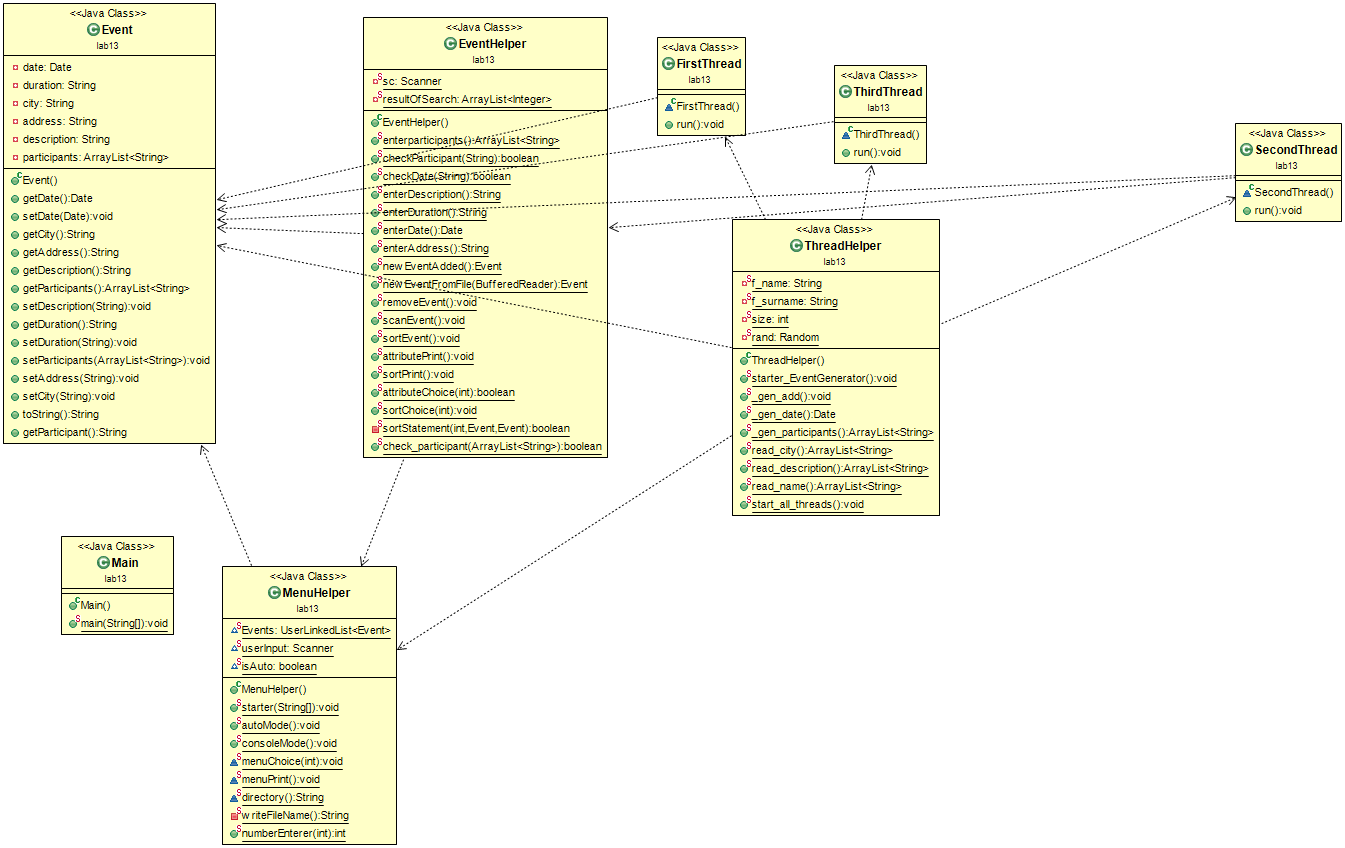 <<Java Class>>
Event
lab13
date: Date
duration: String
city: String
address: String
description: String
participants: ArrayList<String>
Event()
getDate():Date
setDate(Date):void
getCity():String
getAddress():String
getDescription():String
getParticipants():ArrayList<String>
setDescription(String):void
getDuration():String
setDuration(String):void
setParticipants(ArrayList<String>):void
setAddress(String):void
setCity(String):void
toString():String
getParticipant():String
<<Java Class>>
EventHelper
lab13
sc: Scanner
resultOfSearch: ArrayList<Integer>
EventHelper()
enterparticipants():ArrayList<String>
checkParticipant(String):boolean
checkDate(String):boolean
enterDescription():String
enterDuration():String
enterDate():Date
enterAddress():String
newEventAdded():Event
newEventFromFile(BufferedReader):Event
removeEvent():void
scanEvent():void
sortEvent():void
attributePrint():void
sortPrint():void
attributeChoice(int):boolean
sortChoice(int):void
sortStatement(int,Event,Event):boolean
check_participant(ArrayList<String>):boolean
<<Java Class>>
FirstThread
lab13
FirstThread()
run():void
<<Java Class>>
ThirdThread
lab13
ThirdThread()
run():void
<<Java Class>>
SecondThread
lab13
SecondThread()
run():void
<<Java Class>>
ThreadHelper
lab13
f_name: String
f_surname: String
size: int
rand: Random
ThreadHelper()
starter_EventGenerator():void
_gen_add():void
_gen_date():Date
_gen_participants():ArrayList<String>
read_city():ArrayList<String>
read_description():ArrayList<String>
read_name():ArrayList<String>
start_all_threads():void
<<Java Class>>
Main
lab13
Main()
main(String[]):void
<<Java Class>>
MenuHelper
lab13
Events: UserLinkedList<Event>
userInput: Scanner
isAuto: boolean
MenuHelper()
starter(String[]):void
autoMode():void
consoleMode():void
menuChoice(int):void
menuPrint():void
directory():String
writeFileName():String
numberEnterer(int):int